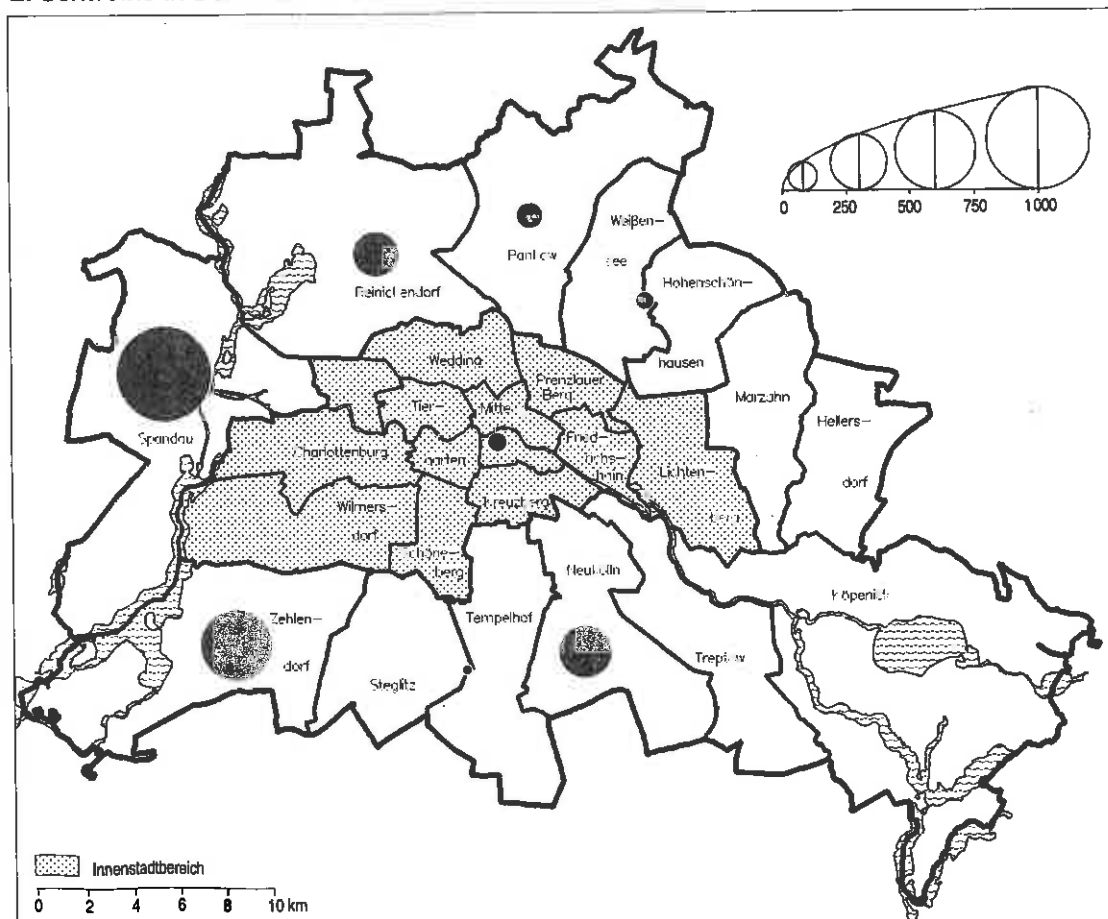 0 250 500 750 1000
Weißen-
see
Pankow
Reinickendorf
Hohenschön-
hausen
Wedding
Prenzlauer
Berg
Marzahn
Hellers-
dorf
Tier-
garten
Mitte
Fried-
richs-
hain
Spandau
Charlottenburg
Lichten-
berg
Kreuzberg
Wilmers-
dorf
Schöne-
berg
Neukölln
Köpenick
Zehlen-
dorf
Tempelhof
Treptow
Steglitz
Innenstadtbereich
0 2 4 6 8 10 km